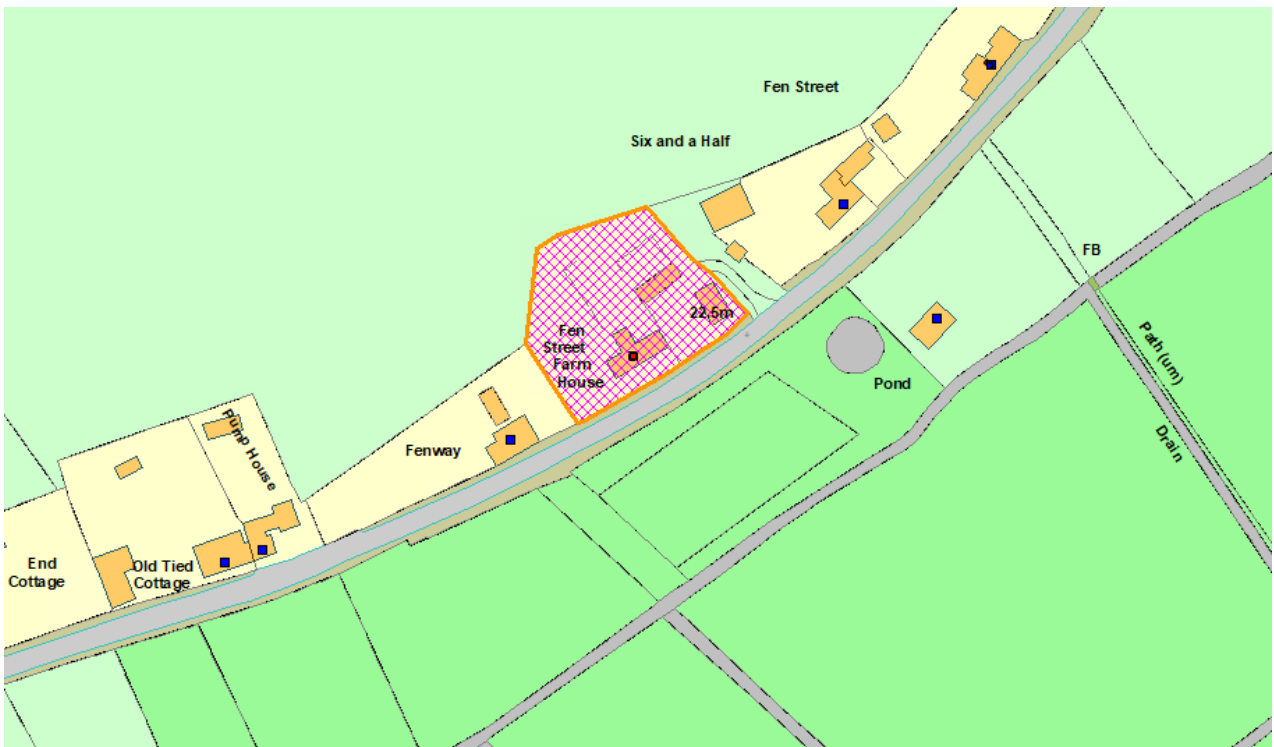 Fen Street
Six and a Half
FB
22.5m
Fen
Street
Farm
House
Path (um)
Pond
Pump House
Fenway
Drain
End
Cottage
Old Tied
Cottage